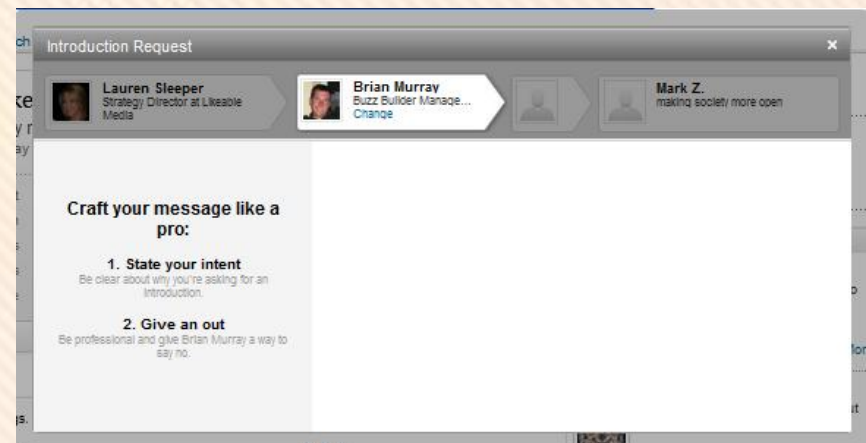 ch
Introduction Request
×
Lauren Sleeper
Strategy Director at Likeable
Media
Brian Murray
Buzz Builder Manage...
Change
Mark Z.
making society more open
Craft your message like a
pro:
1. State your intent
Be clear about why you're asking for an
introduction.
2. Give an out
Be professional and give Brian Murray a way to
say no.